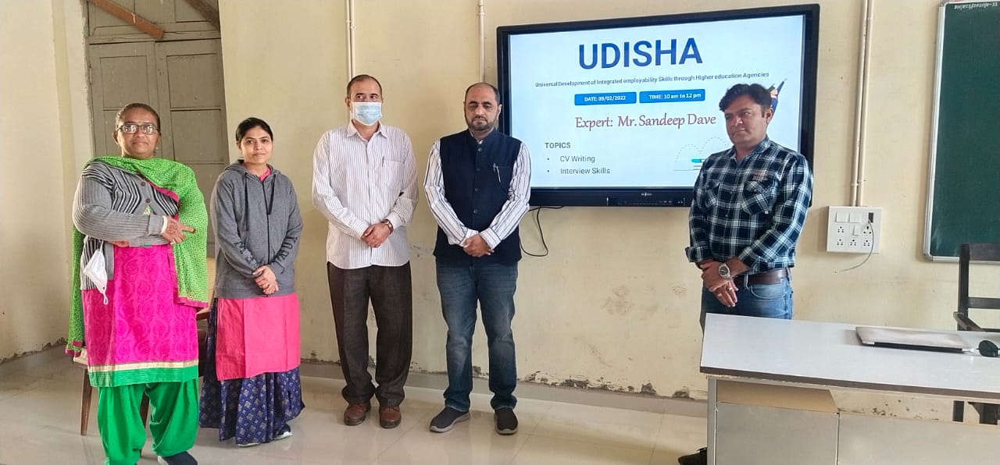 UDISHA
Universal Development of Integrated employability Skills through Higher education Agencies
DATE: 09/02/2022
TIME: 10 am to 12 pm
Expert: Mr. Sandeep Dave
TOPICS
• CV Writing
• Interview Skills